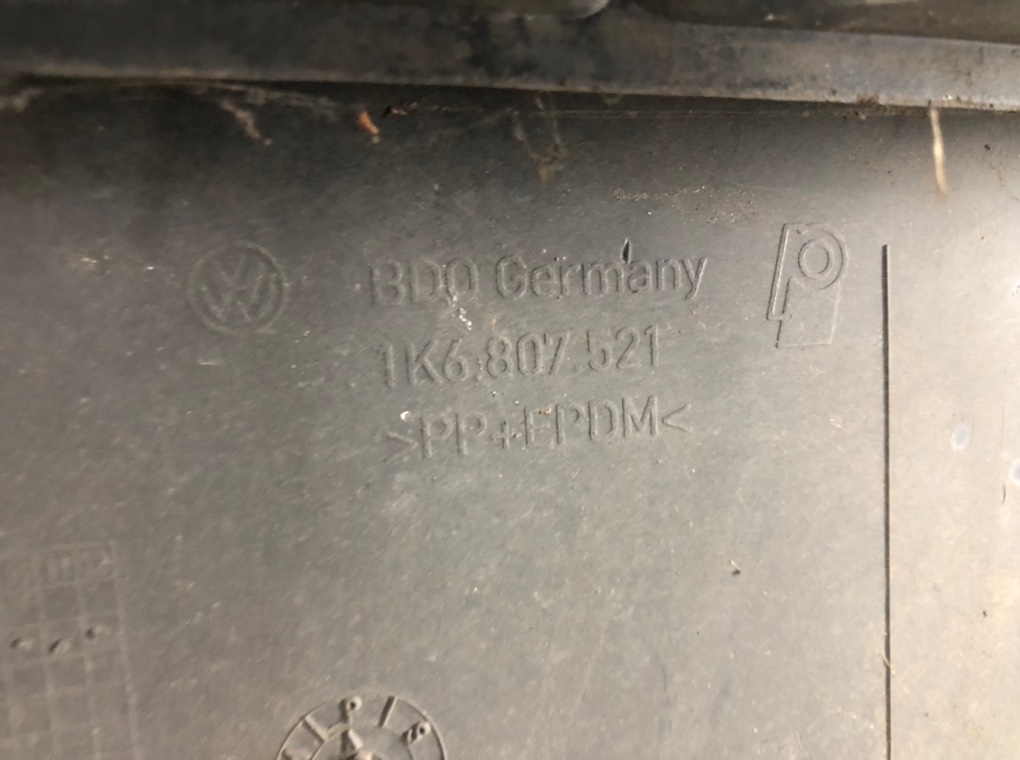 BDO Germany
1K6.807.521
>PP+EPDM<